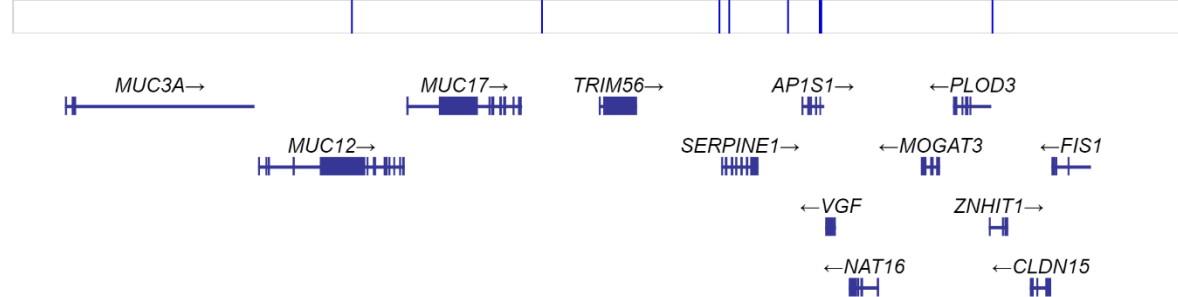 MUC3A→ MUC17→ TRIM56→ AP1S1→ ←PLOD3
MUC12→ SERPINE1→ ←MOGAT3 ←FIS1
←VGF ZNHIT1→
←NAT16 ←CLDN15